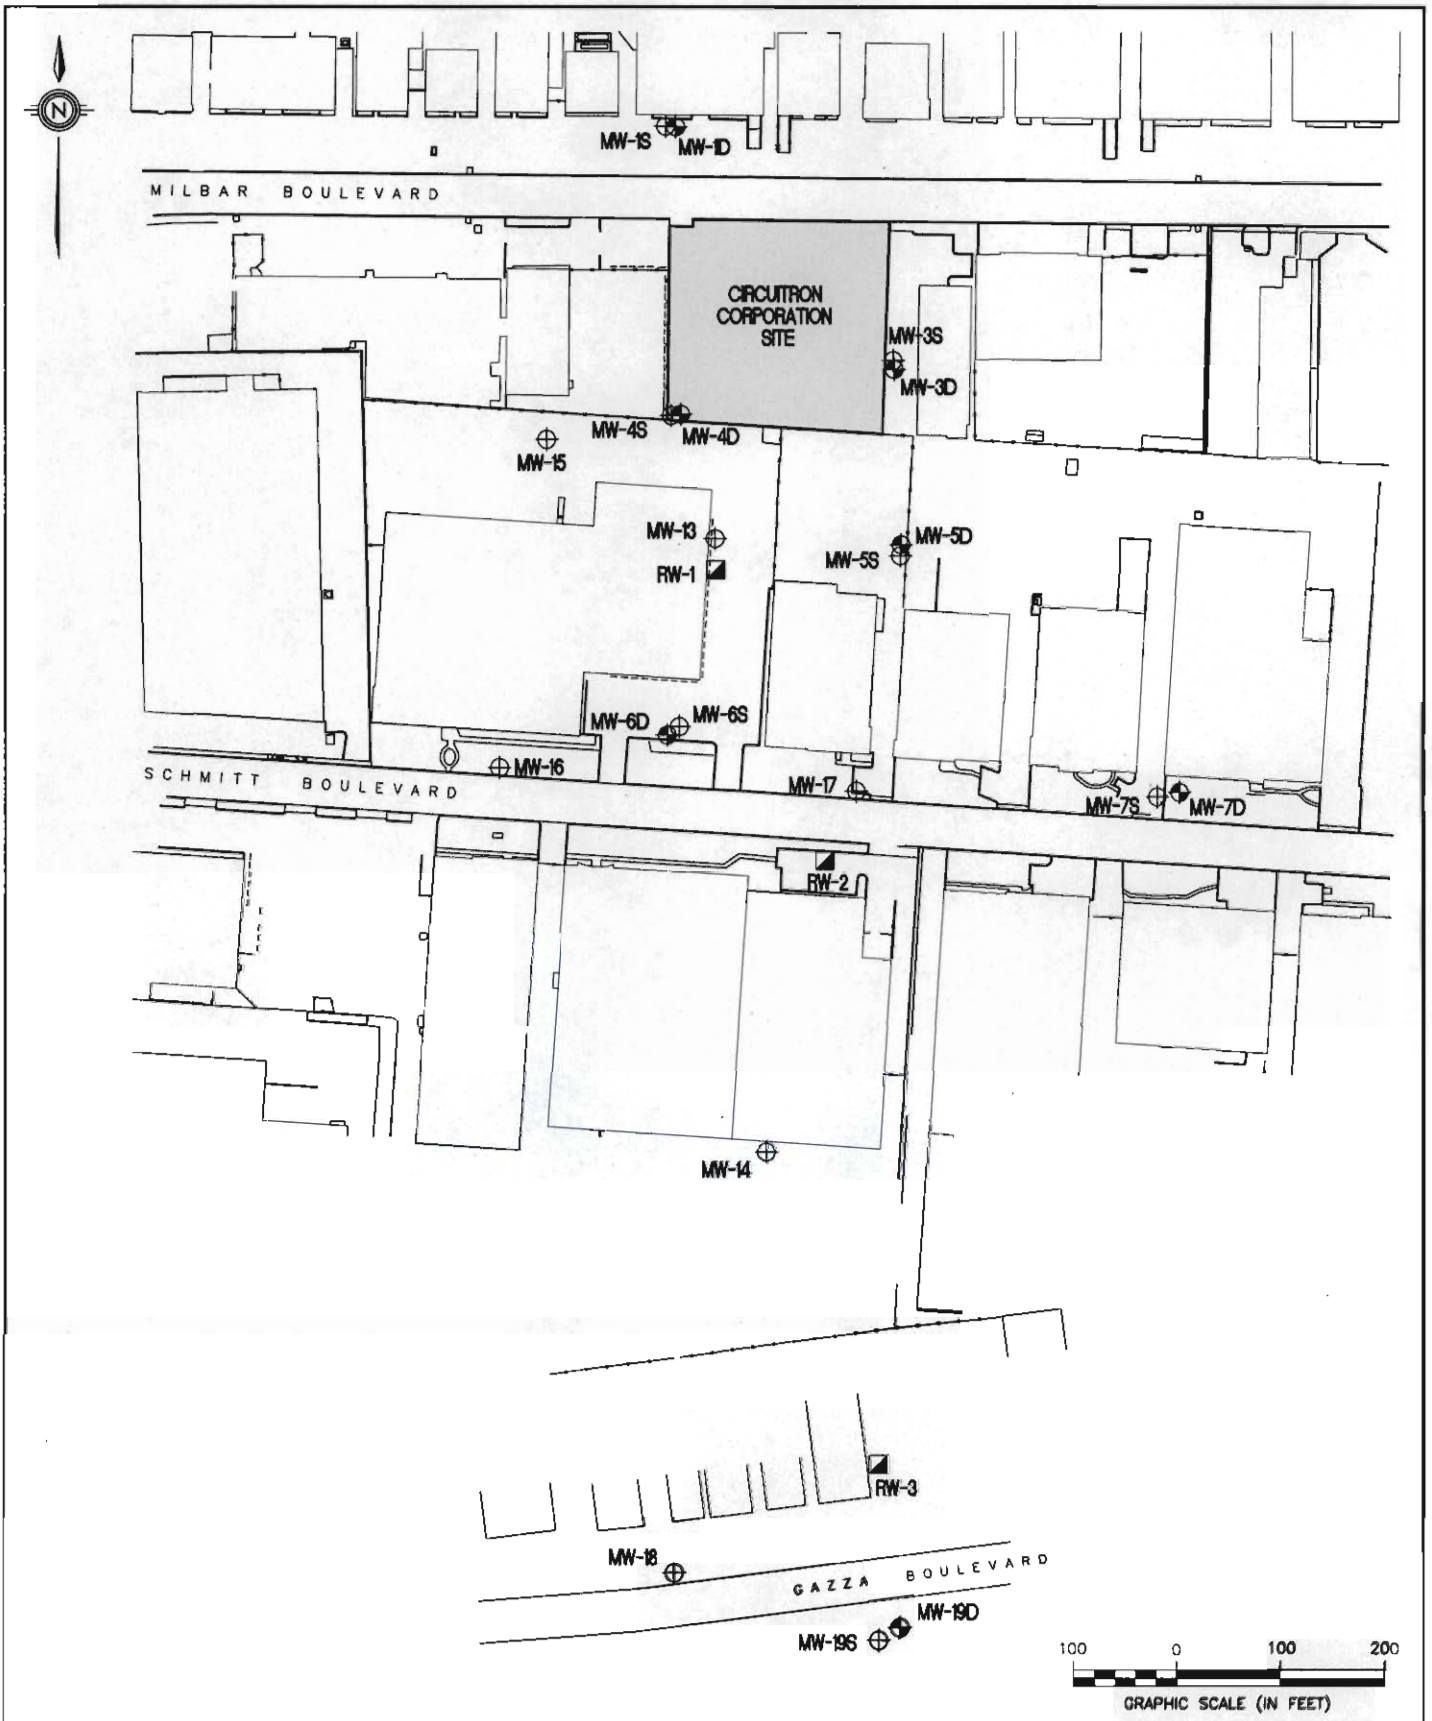 N
MW-1S
MW-1D
MILBAR BOULEVARD
CIRCUITRON
CORPORATION
SITE
MW-3S
MW-3D
MW-4S
MW-4D
MW-15
MW-13
MW-5D
MW-5S
RW-1
MW-6D
MW-6S
MW-16
SCHMITT BOULEVARD
MW-17
MW-7S
MW-7D
RW-2
MW-14
RW-3
MW-18
GAZZA BOULEVARD
MW-19D
MW-19S
100 0 100 200
GRAPHIC SCALE (IN FEET)